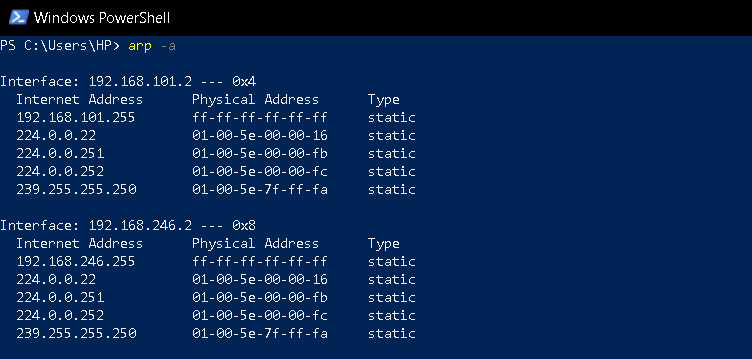 Windows PowerShell
PS C:\Users\HP> arp -a
Interface: 192.168.101.2 --- 0x4
Internet Address Physical Address Type
192.168.101.255 ff-ff-ff-ff-ff-ff static
224.0.0.22 01-00-5e-00-00-16 static
224.0.0.251 01-00-5e-00-00-fb static
224.0.0.252 01-00-5e-00-00-fc static
239.255.255.250 01-00-5e-7f-ff-fa static
Interface: 192.168.246.2 --- 0x8
Internet Address Physical Address Type
192.168.246.255 ff-ff-ff-ff-ff-ff static
224.0.0.22 01-00-5e-00-00-16 static
224.0.0.251 01-00-5e-00-00-fb static
224.0.0.252 01-00-5e-00-00-fc static
239.255.255.250 01-00-5e-7f-ff-fa static